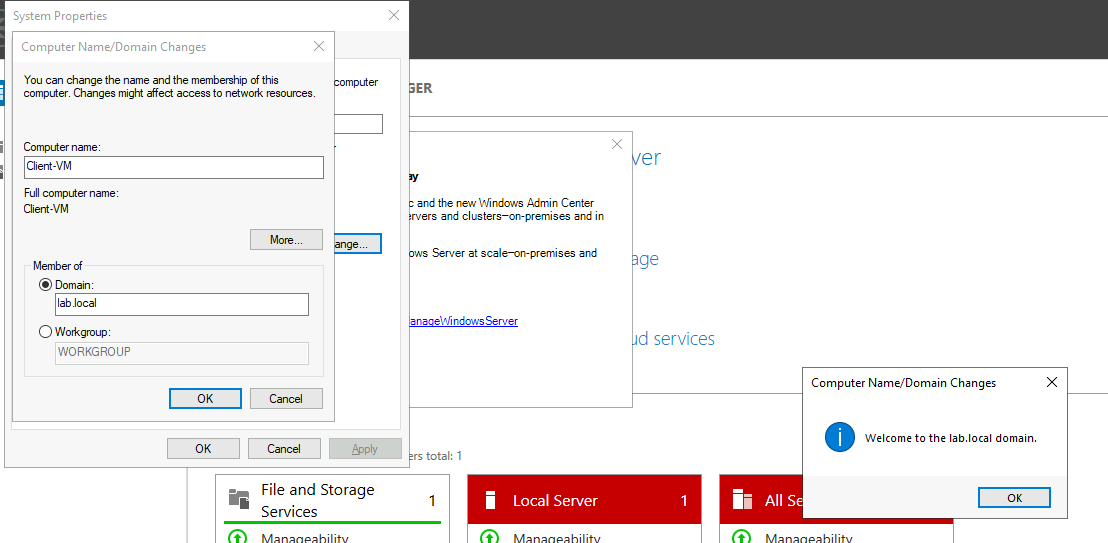 System Properties
Computer Name/Domain Changes
You can change the name and the membership of this
computer. Changes might affect access to network resources.
computer
Computer name:
Client-VM
Full computer name:
Client-VM
More...
ange...
Member of
Domain:
lab.local
Workgroup:
WORKGROUP
OK
Cancel
OK
Cancel
Apply
GER
ay
c and the new Windows Admin Center
ervers and clusters–on-premises and in
ows Server at scale–on-premises and
anageWindowsServer
ver
age
ud services
Computer Name/Domain Changes
Welcome to the lab.local domain.
OK
ers total: 1
File and Storage
Services
1
Manageability
Local Server
1
Manageability
All Se
Manageability